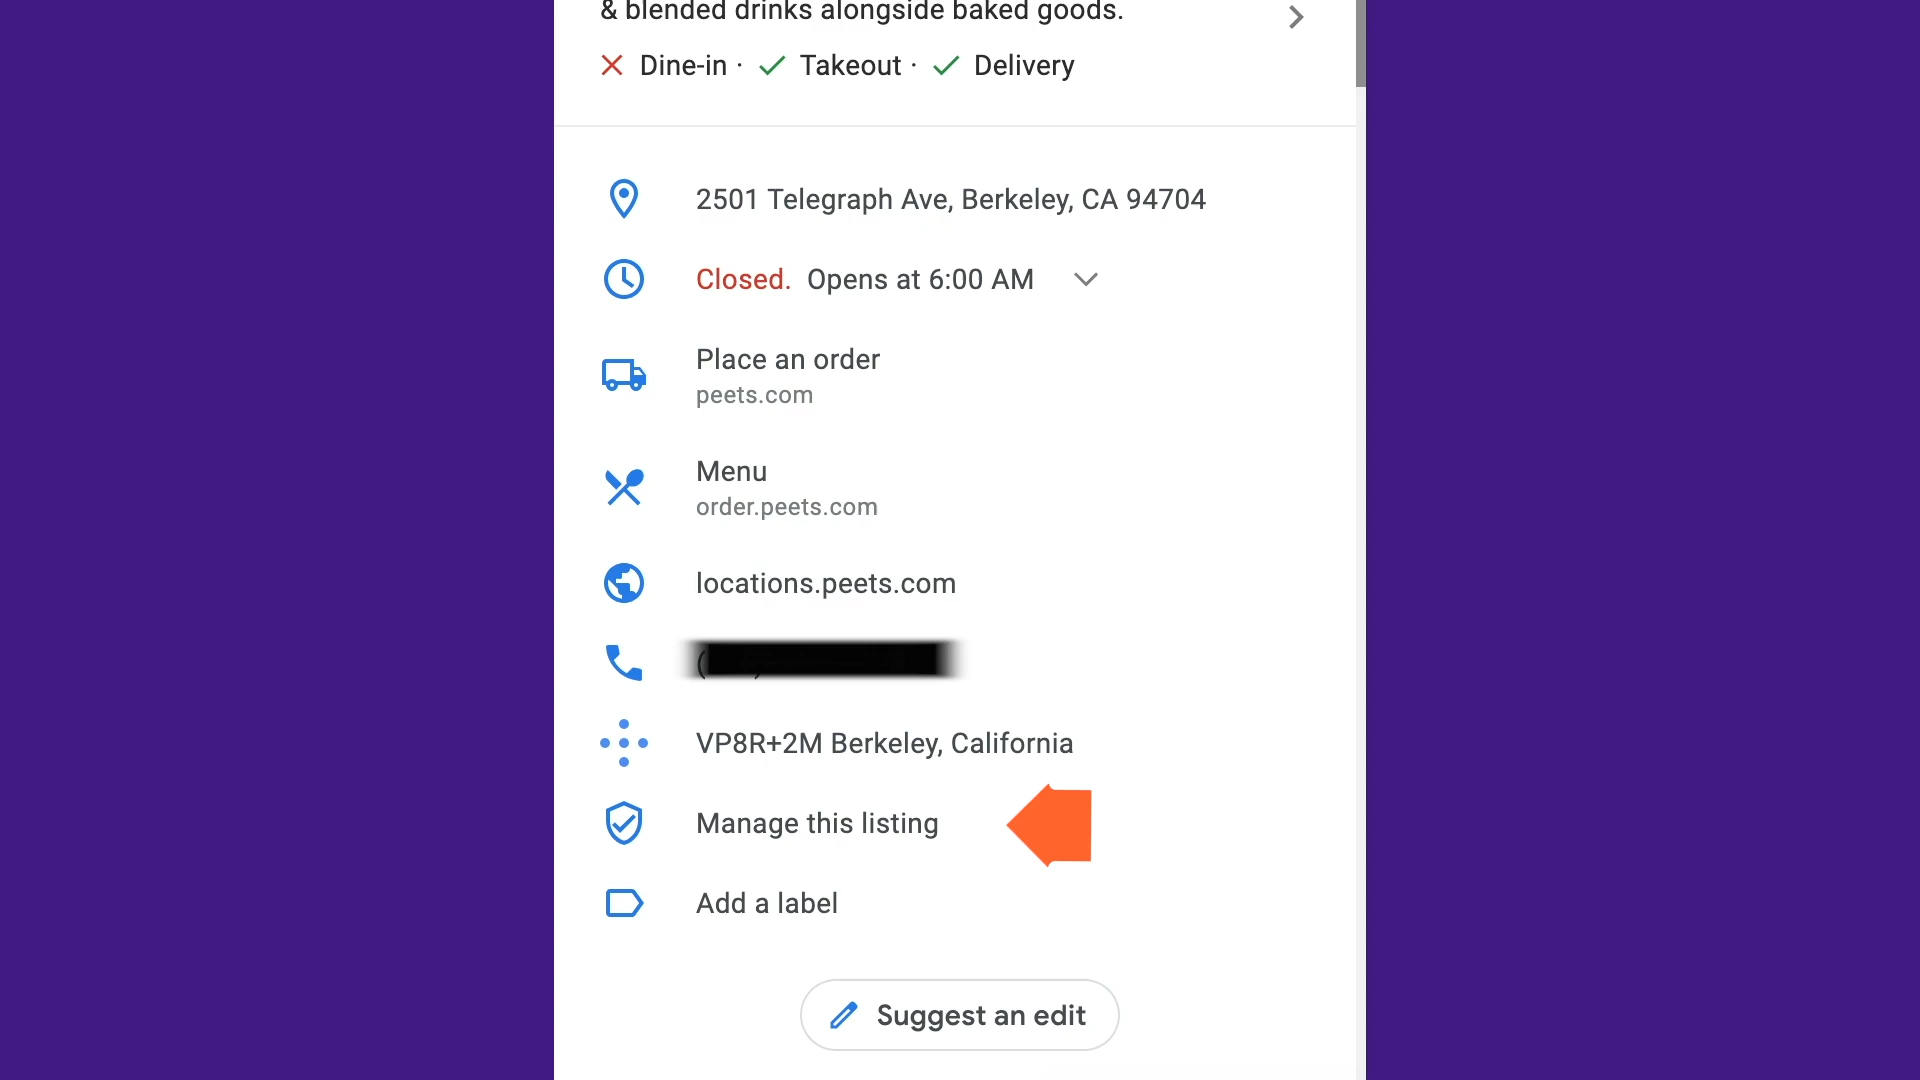 & blended drinks alongside baked goods.
Dine-in · Takeout · Delivery
2501 Telegraph Ave, Berkeley, CA 94704
Closed. Opens at 6:00 AM
Place an order
peets.com
Menu
order.peets.com
locations.peets.com
VP8R+2M Berkeley, California
Manage this listing
Add a label
Suggest an edit